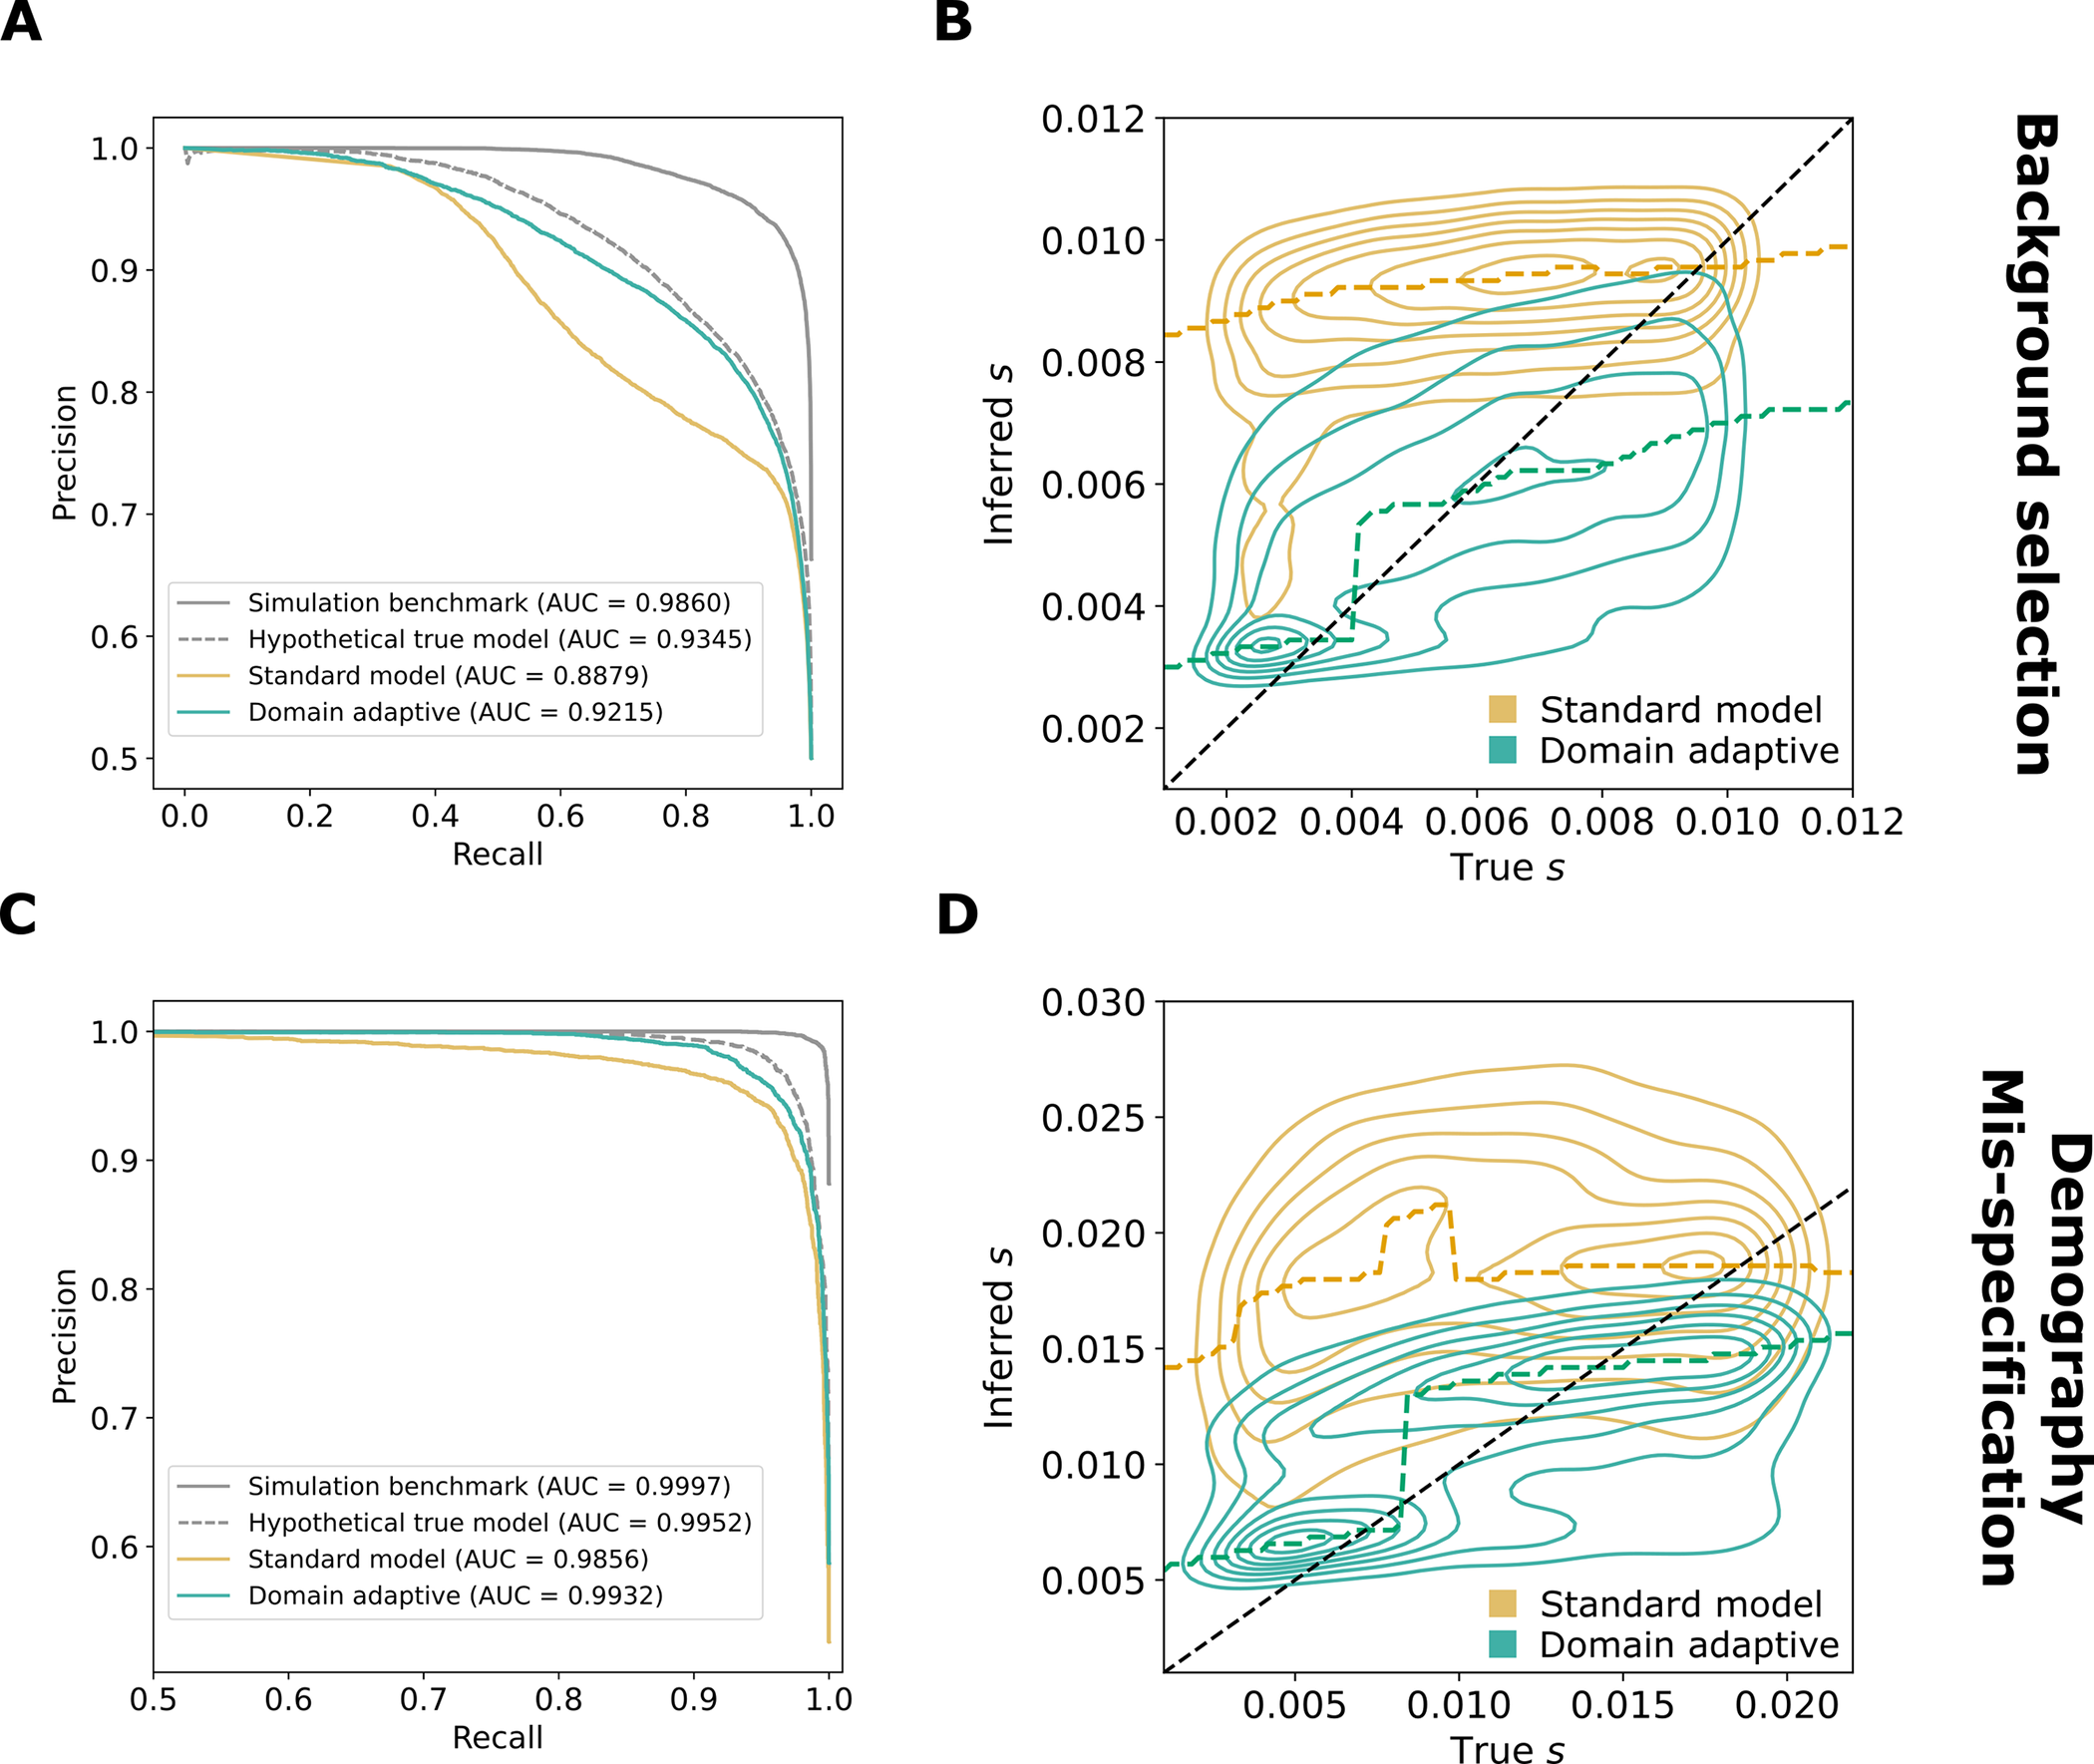 A
1.0
0.9
0.8
0.7
0.6
0.5
Precision
Simulation benchmark (AUC = 0.9860)
Hypothetical true model (AUC = 0.9345)
Standard model (AUC = 0.8879)
Domain adaptive (AUC = 0.9215)
0.0 0.2 0.4 0.6 0.8 1.0
Recall
B
0.012
0.010
0.008
0.006
0.004
0.002
Inferred s
Standard model
Domain adaptive
0.002 0.004 0.006 0.008 0.010 0.012
True s
Background selection
C
1.0
0.9
0.8
0.7
0.6
Precision
Simulation benchmark (AUC = 0.9997)
Hypothetical true model (AUC = 0.9952)
Standard model (AUC = 0.9856)
Domain adaptive (AUC = 0.9932)
0.5 0.6 0.7 0.8 0.9 1.0
Recall
D
0.030
0.025
0.020
0.015
0.010
0.005
Inferred s
Standard model
Domain adaptive
0.005 0.010 0.015 0.020
True s
Demography
Mis-specification